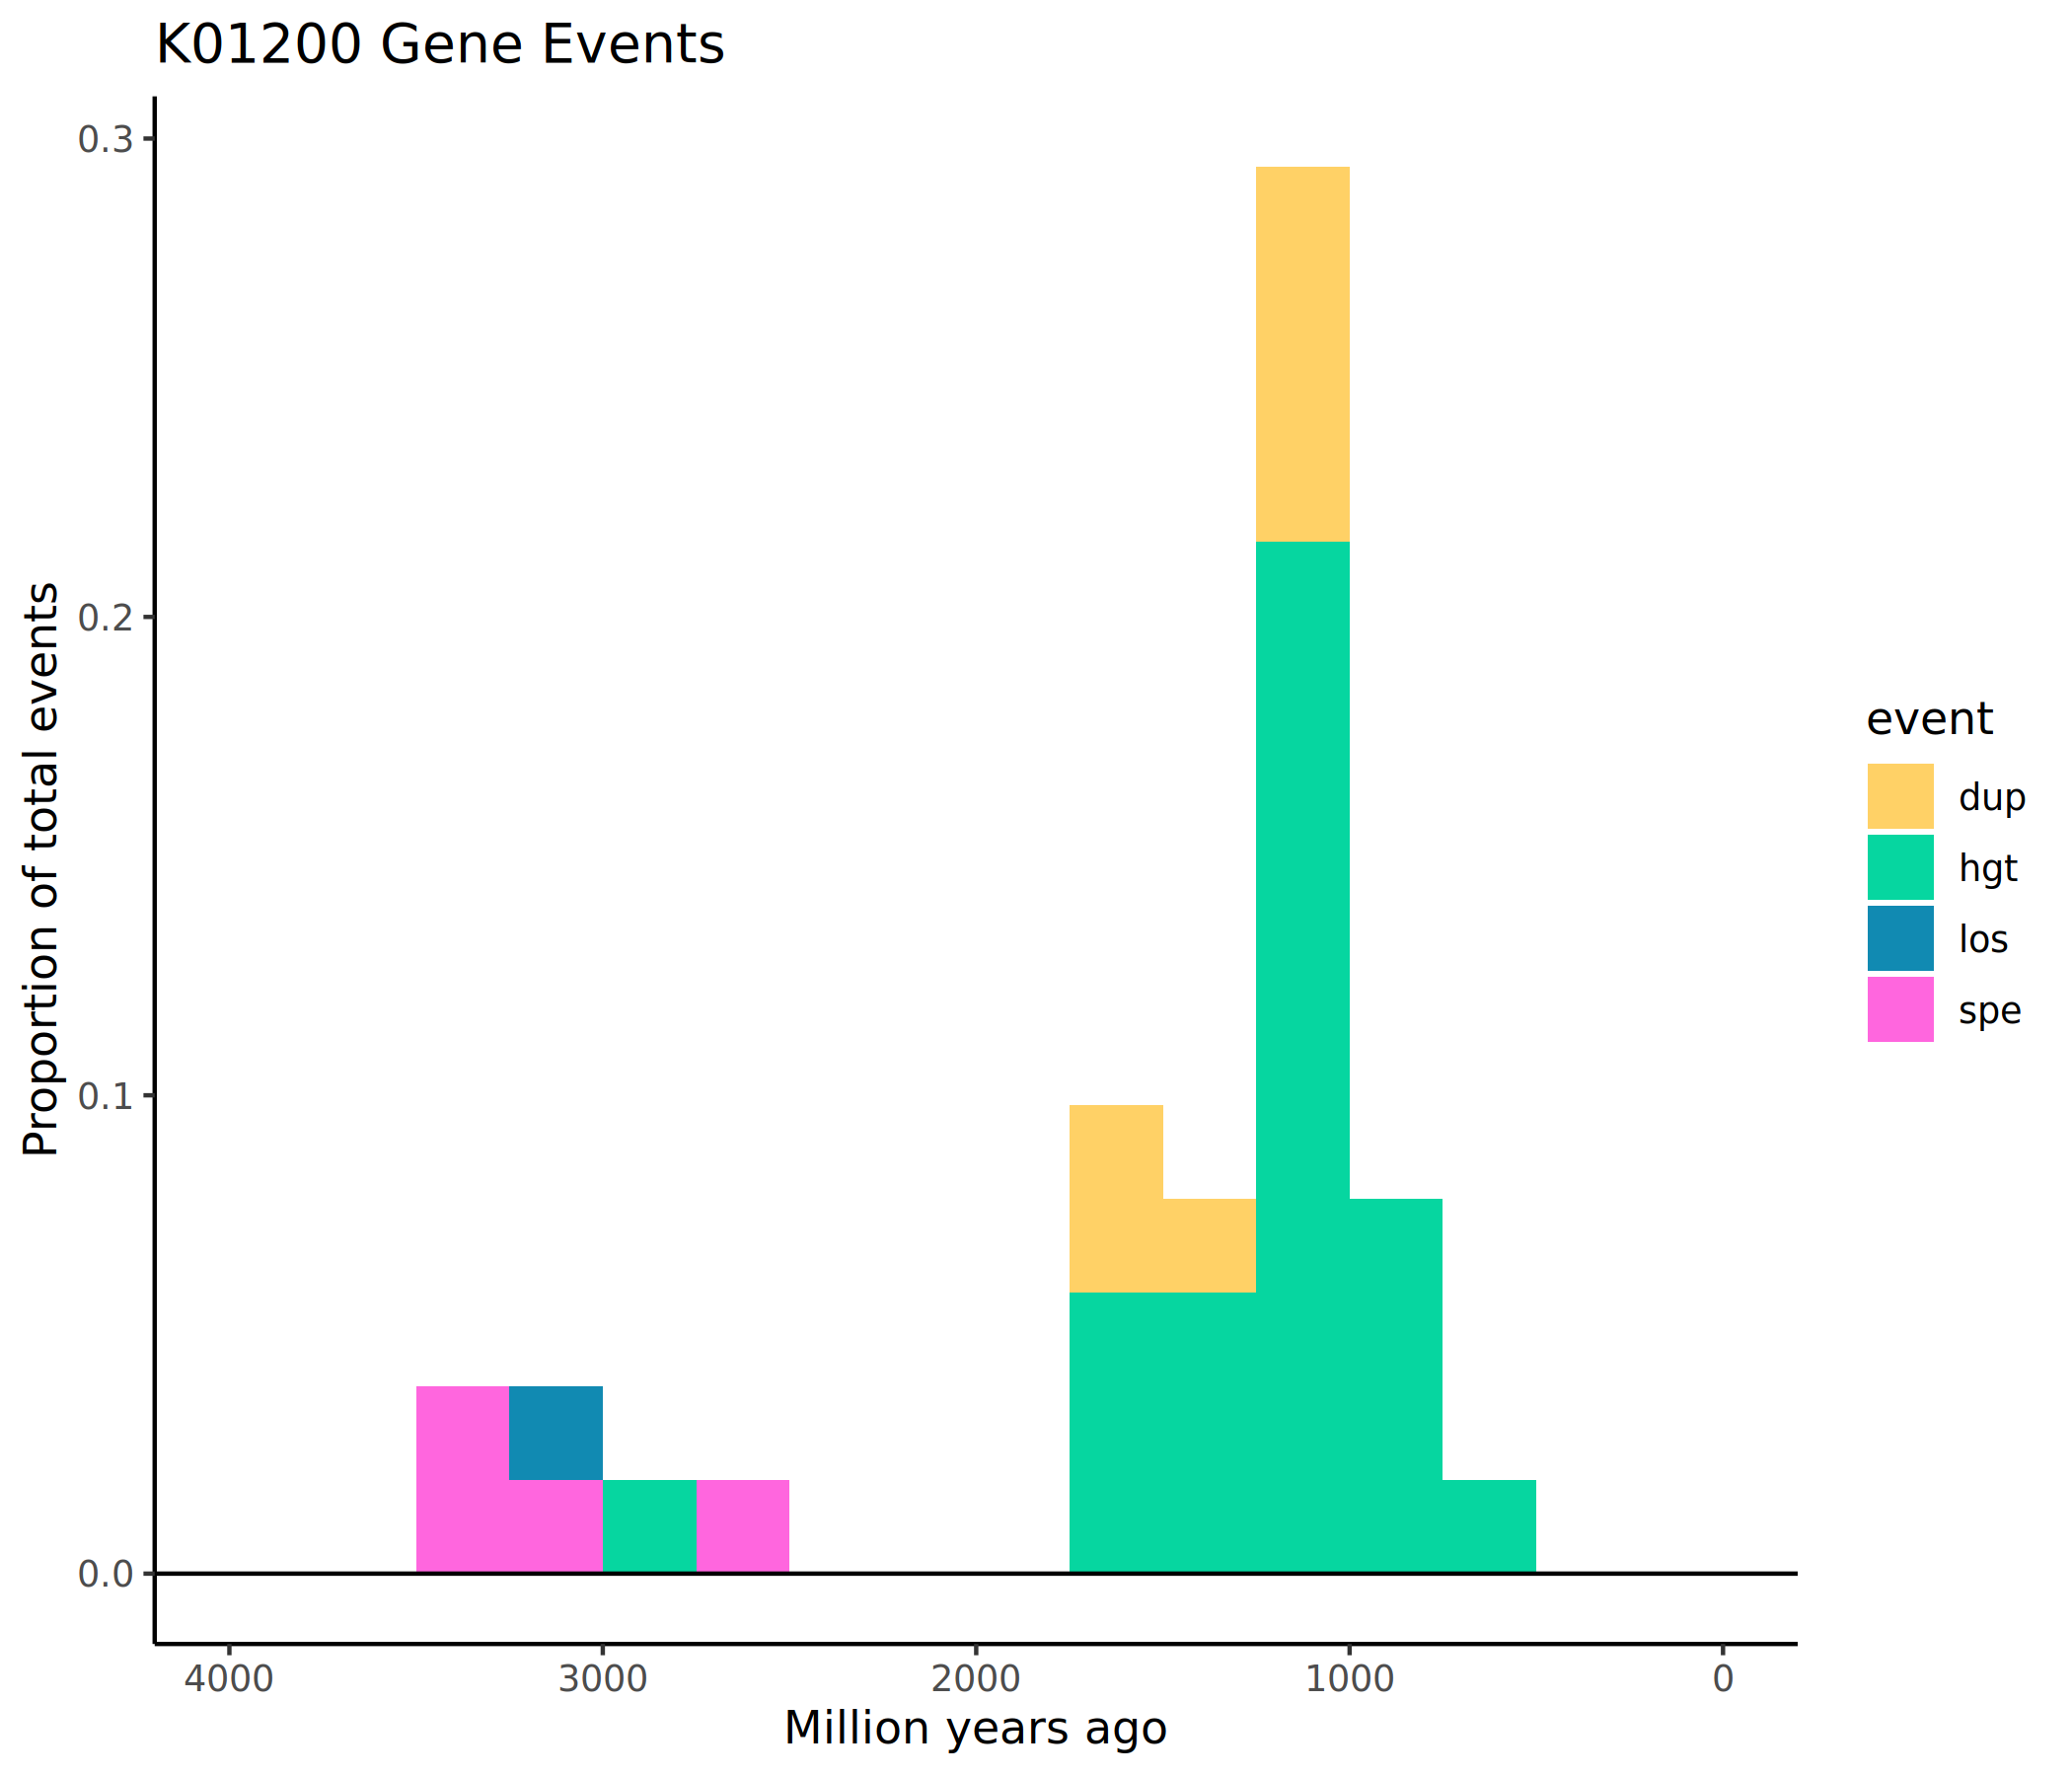 K01200 Gene Events
0.3
0.2
0.1
0.0
Proportion of total events
4000 3000 2000 1000 0
Million years ago
event
dup
hgt
los
spe